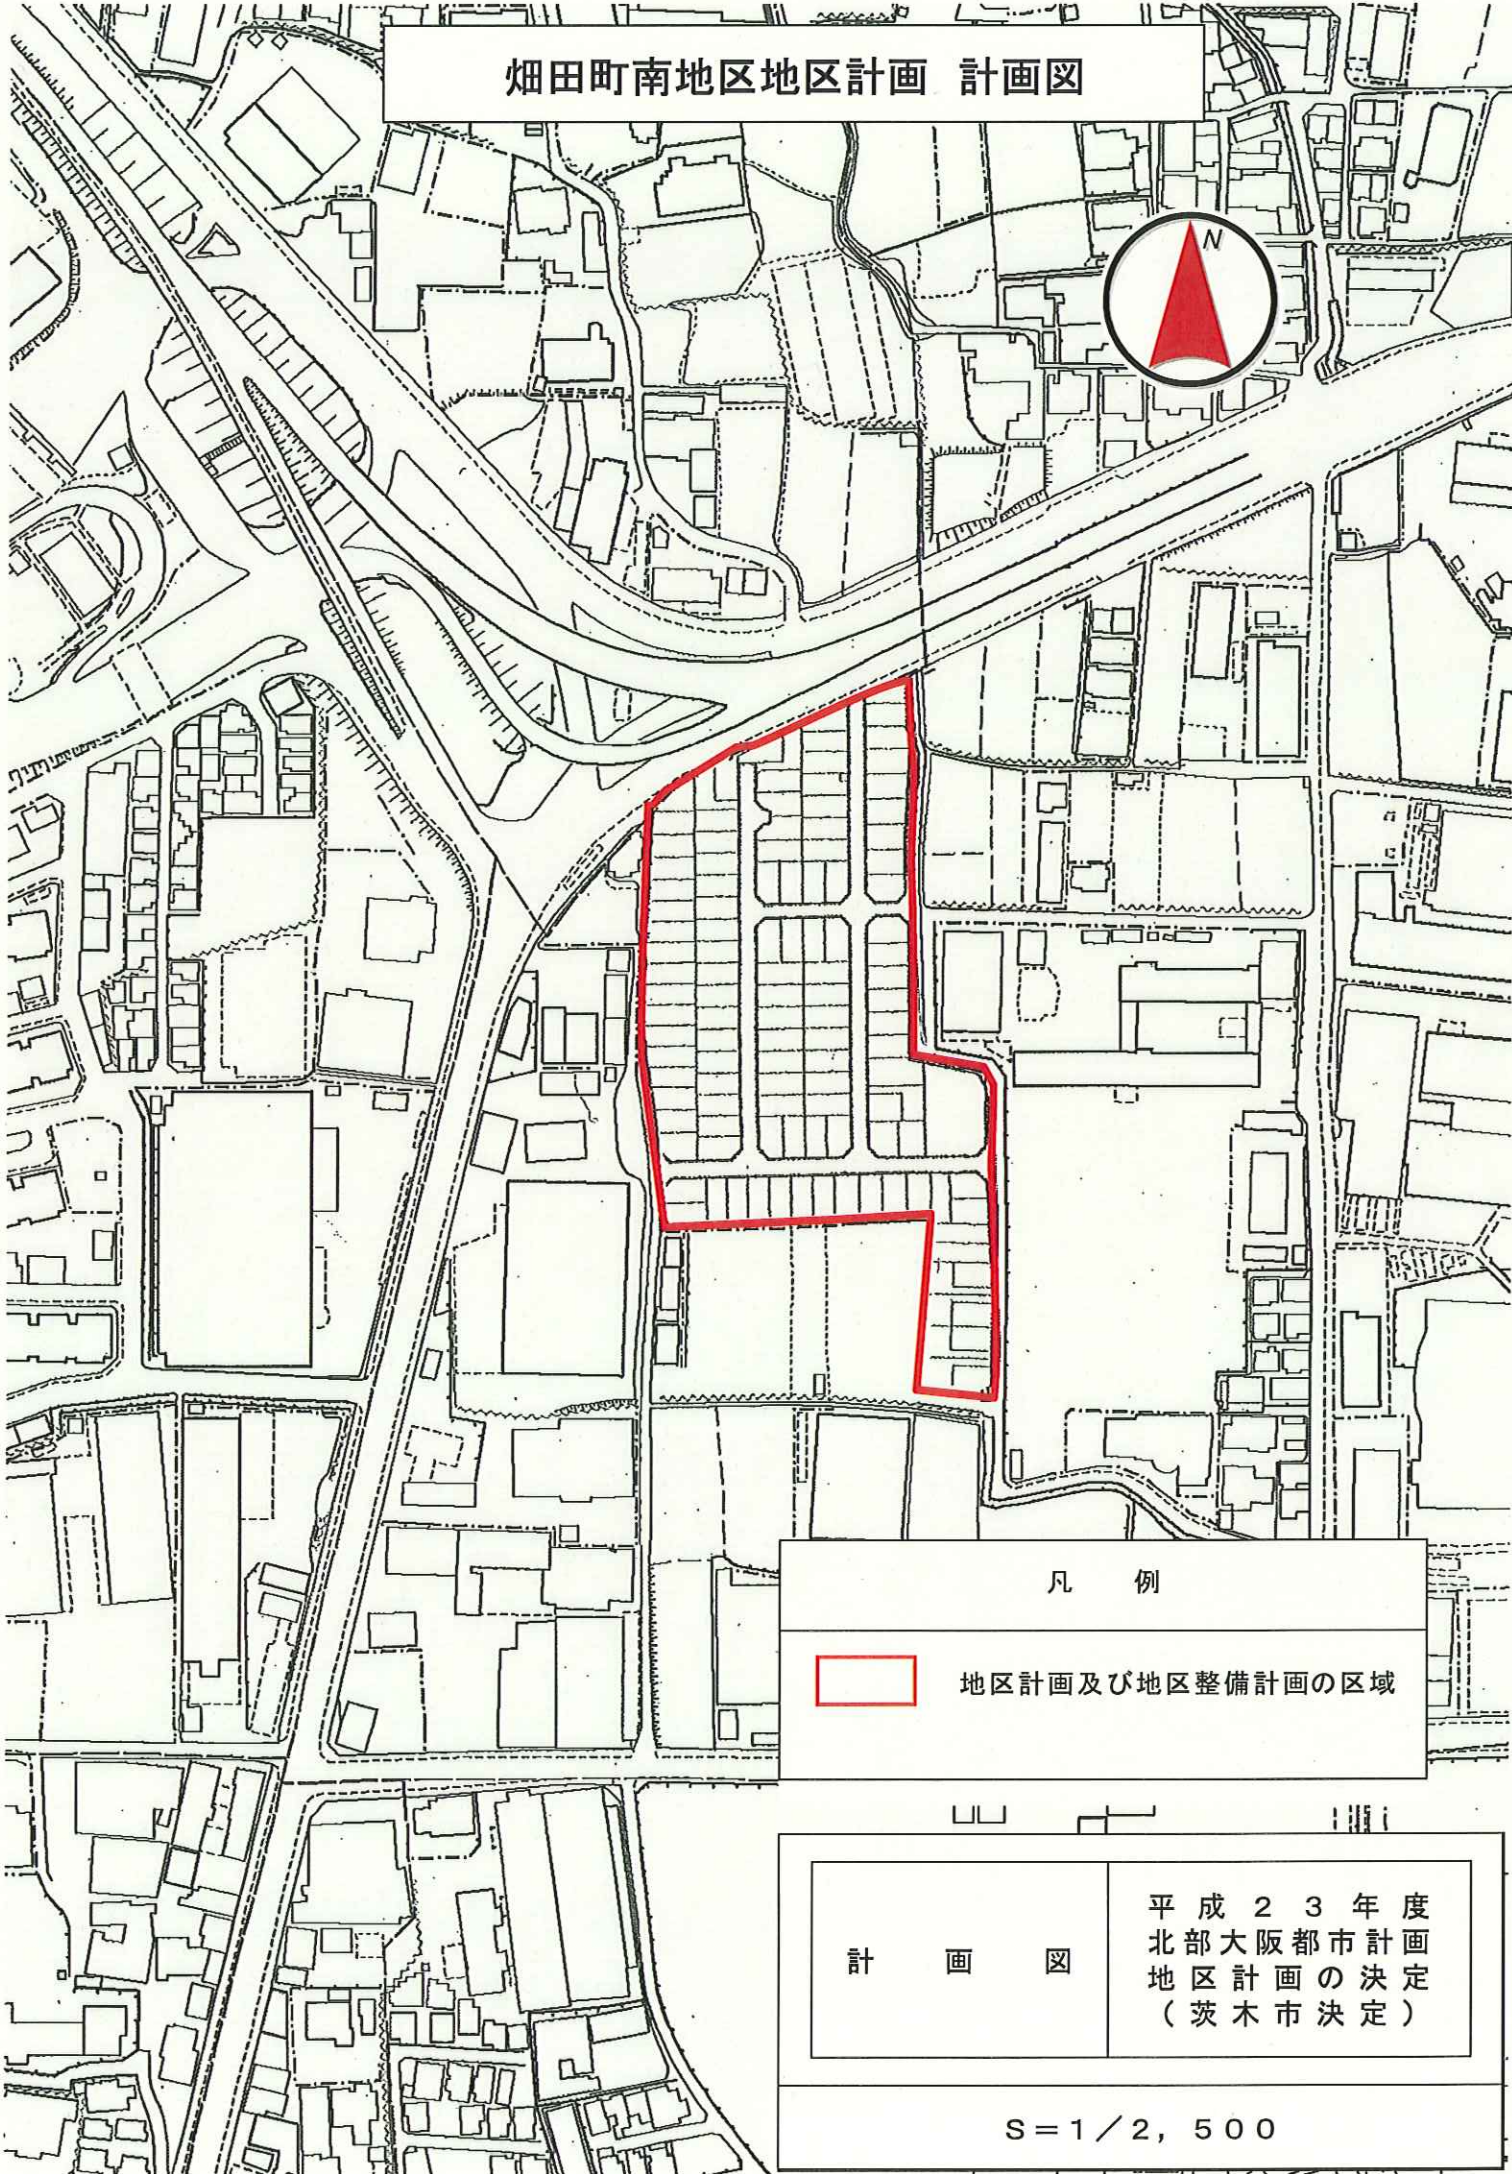 畑田町南地区地区計画 計画図
N
凡 例
地区計画及び地区整備計画の区域
計 画 図
平成23年度
北部大阪都市計画
地区計画の決定
(茨木市決定)
S=1/2,500